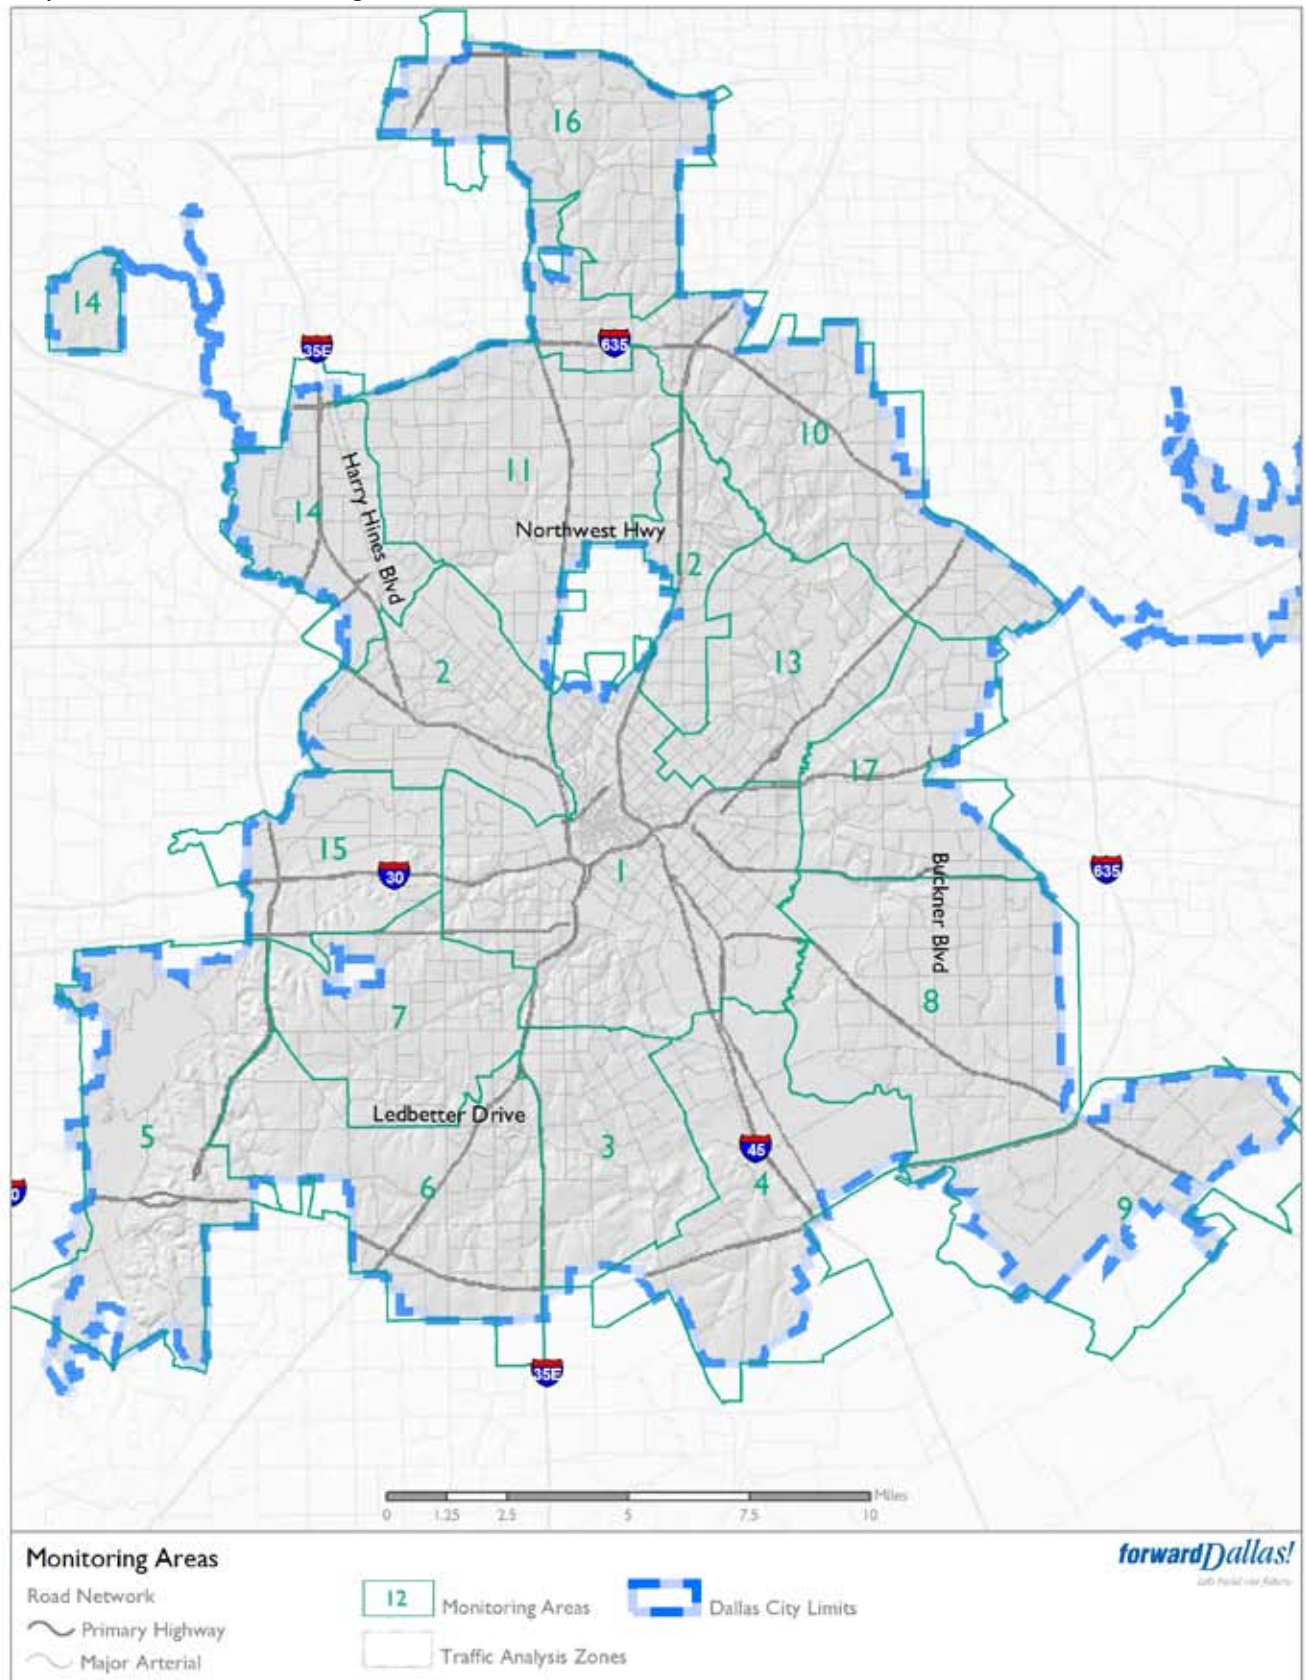 16
14
35E
635
10
11
Harry Hines Blvd
14
Northwest Hwy
12
13
2
17
15
30
1
Buckner Blvd
635
8
7
Ledbetter Drive
5
3
45
6
4
9
0
35E
Miles
0 1.25 2.5 5 7.5 10
Monitoring Areas
forwardDallas!
Road Network
12 Monitoring Areas
Dallas City Limits
Primary Highway
Major Arterial
Traffic Analysis Zones